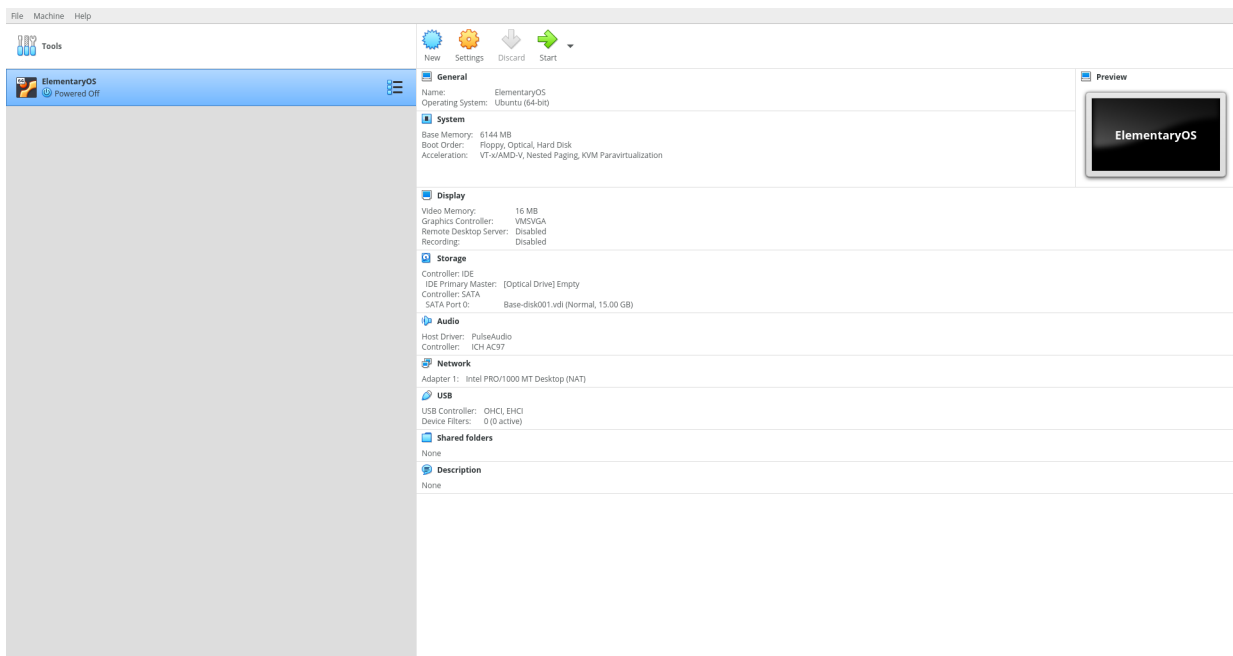 File Machine Help
Tools
New Settings Discard Start
ElementaryOS
Powered Off
General
Name: ElementaryOS
Operating System: Ubuntu (64-bit)
Preview
ElementaryOS
System
Base Memory: 6144 MB
Boot Order: Floppy, Optical, Hard Disk
Acceleration: VT-x/AMD-V, Nested Paging, KVM Paravirtualization
Display
Video Memory: 16 MB
Graphics Controller: VMSVGA
Remote Desktop Server: Disabled
Recording: Disabled
Storage
Controller: IDE
IDE Primary Master: [Optical Drive] Empty
Controller: SATA
SATA Port 0: Base-disk001.vdi (Normal, 15.00 GB)
Audio
Host Driver: PulseAudio
Controller: ICH AC97
Network
Adapter 1: Intel PRO/1000 MT Desktop (NAT)
USB
USB Controller: OHCI, EHCI
Device Filters: 0 (0 active)
Shared folders
None
Description
None